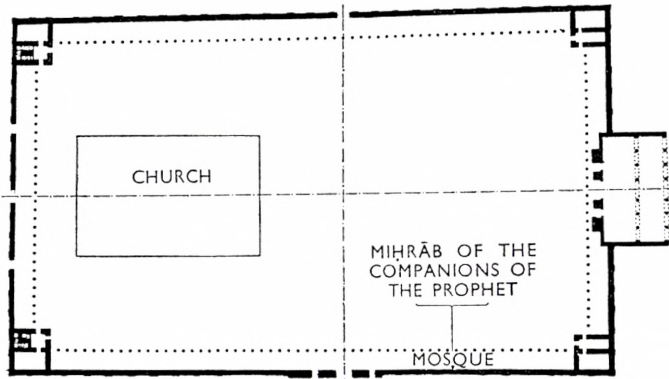 CHURCH
MIḤRĀB OF THE
COMPANIONS OF
THE PROPHET
MOSQUE